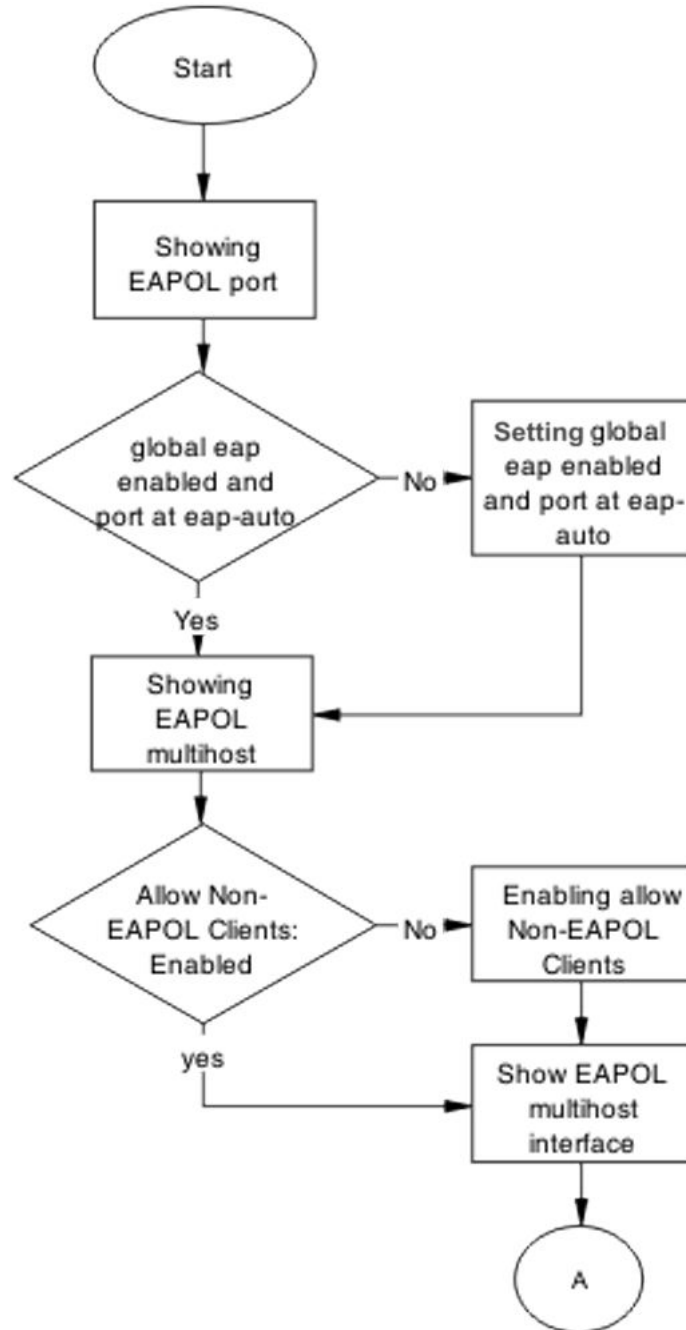 Start
Showing
EAPOL port
global eap
enabled and
port at eap-auto
No
Setting global
eap enabled
and port at eap-
auto
Yes
Showing
EAPOL
multihost
Allow Non-
EAPOL Clients:
Enabled
No
Enabling allow
Non-EAPOL
Clients
yes
Show EAPOL
multihost
interface
A